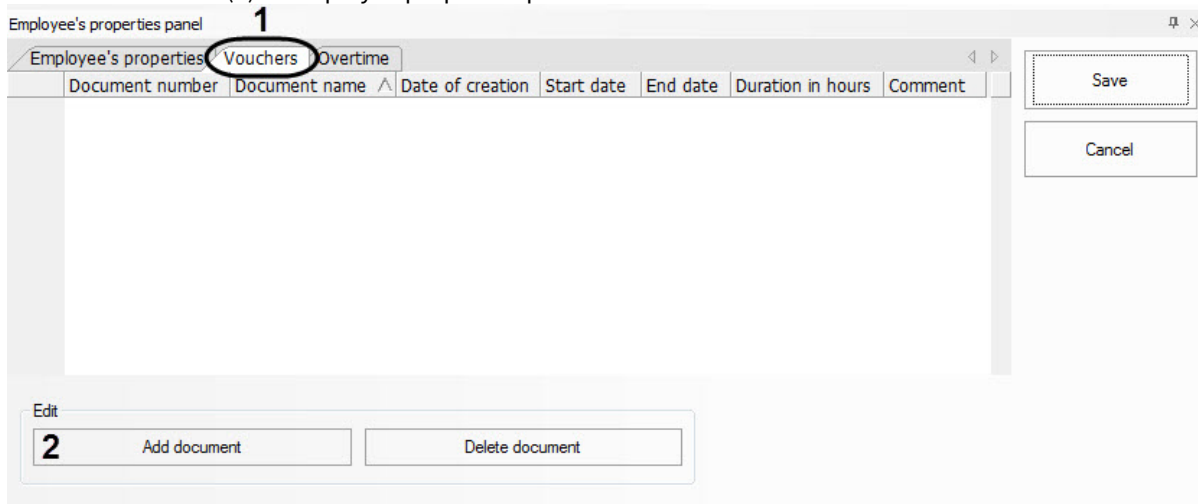 Employee's properties panel
1
Employee's properties Vouchers Overtime
Document number Document name Date of creation Start date End date Duration in hours Comment
Save
Cancel
Edit
2 Add document Delete document